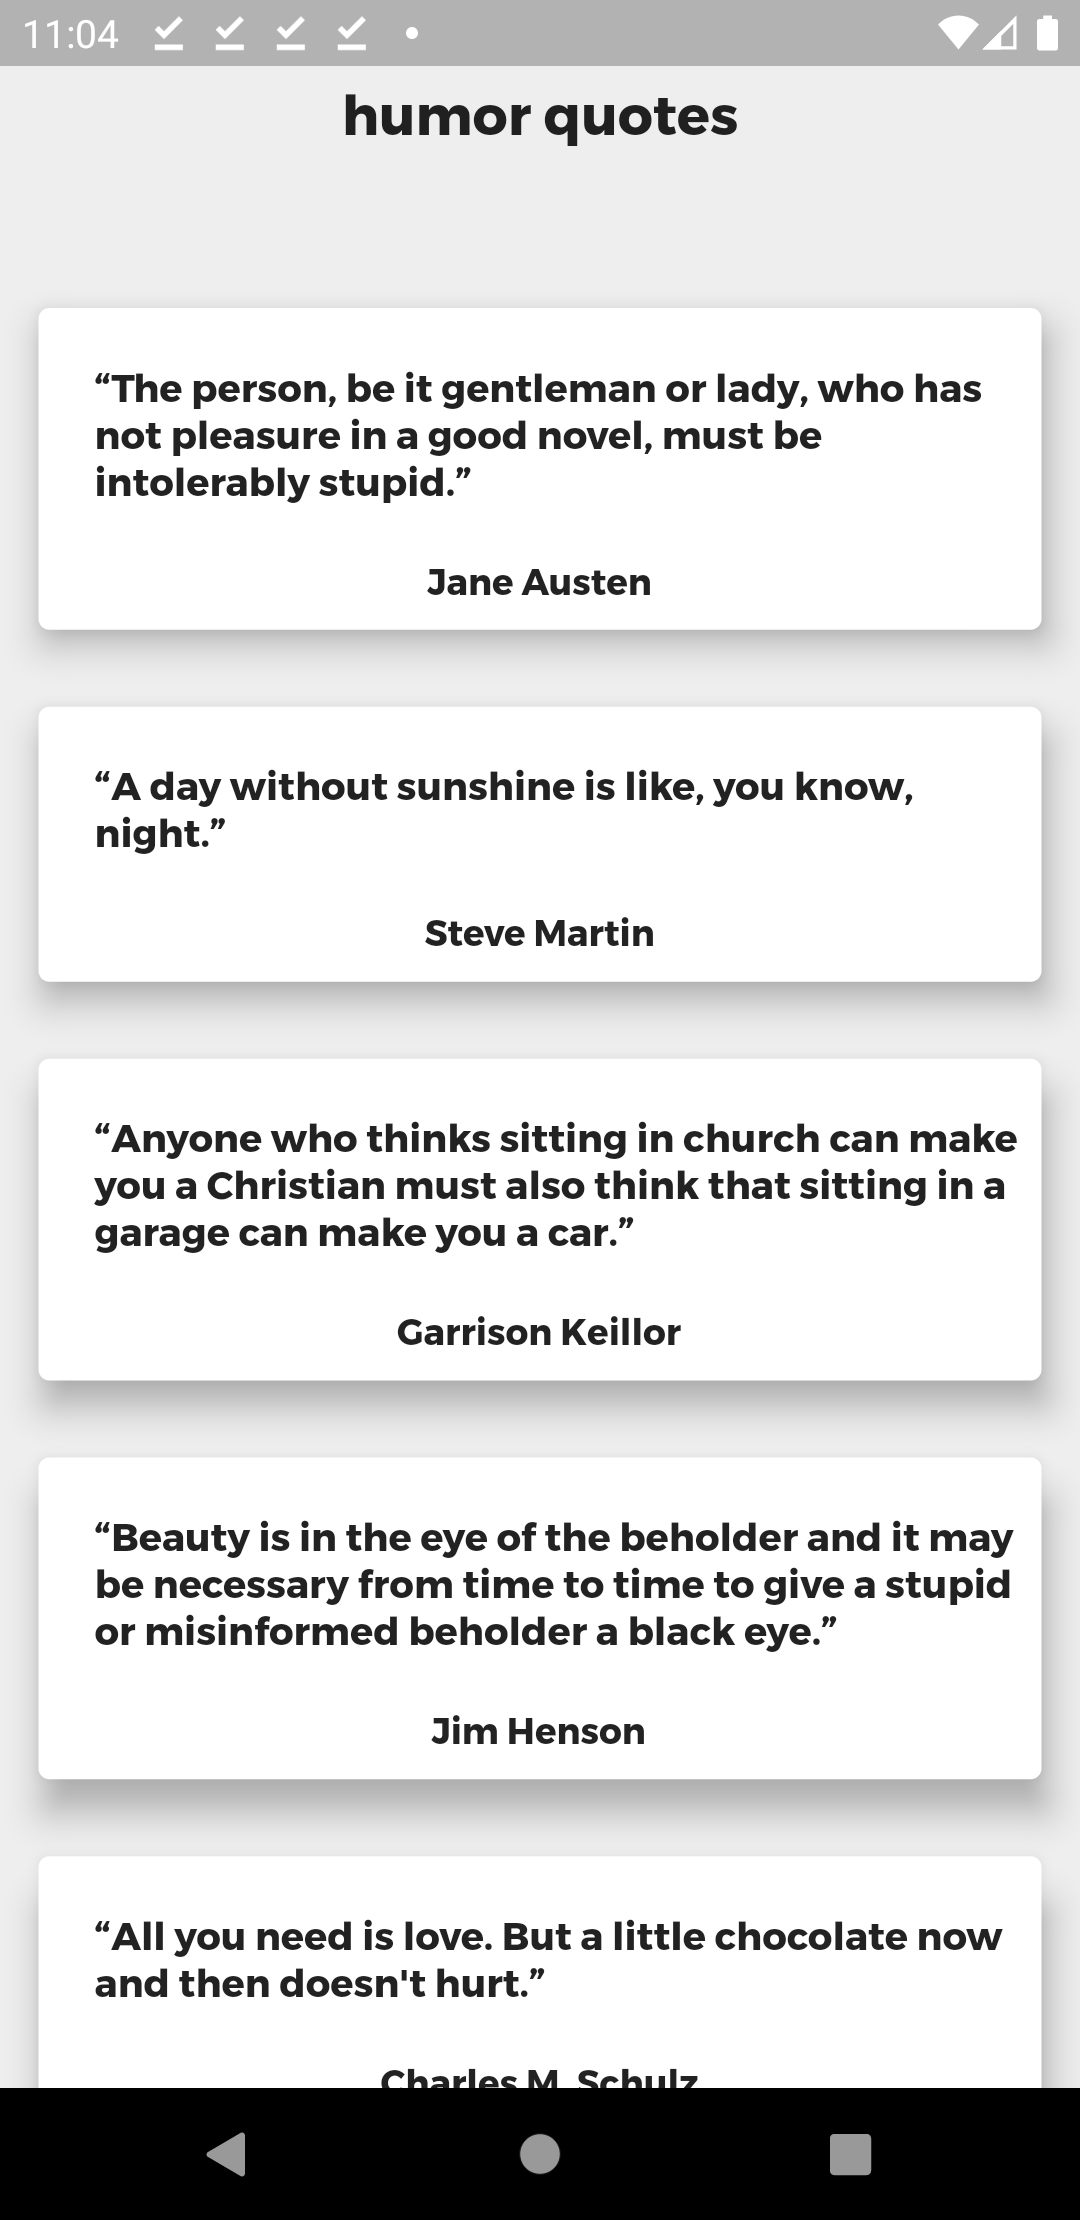 11:04
humor quotes
“The person, be it gentleman or lady, who has
not pleasure in a good novel, must be
intolerably stupid.”
Jane Austen
“A day without sunshine is like, you know,
night.”
Steve Martin
“Anyone who thinks sitting in church can make
you a Christian must also think that sitting in a
garage can make you a car.”
Garrison Keillor
“Beauty is in the eye of the beholder and it may
be necessary from time to time to give a stupid
or misinformed beholder a black eye.”
Jim Henson
“All you need is love. But a little chocolate now
and then doesn't hurt.”
Charles M. Schulz